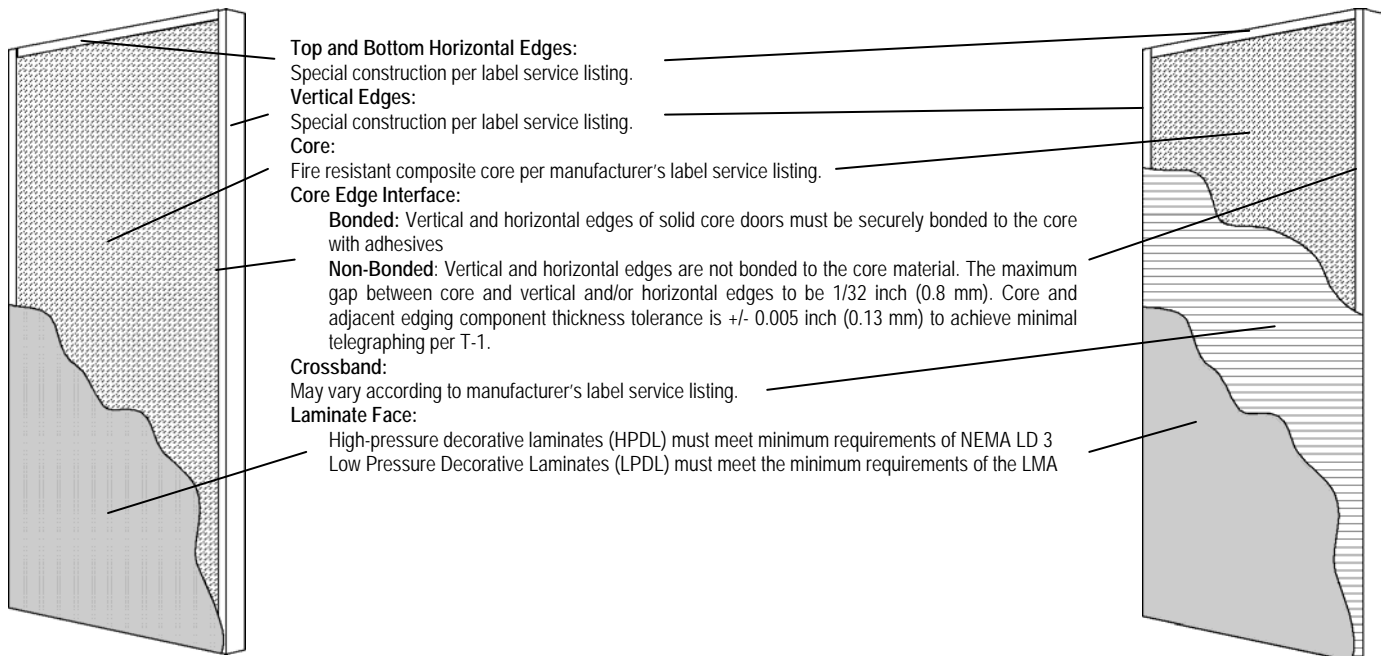 Top and Bottom Horizontal Edges:
Special construction per label service listing.
Vertical Edges:
Special construction per label service listing.
Core:
Fire resistant composite core per manufacturer’s label service listing.
Core Edge Interface:
Bonded: Vertical and horizontal edges of solid core doors must be securely bonded to the core
with adhesives
Non-Bonded: Vertical and horizontal edges are not bonded to the core material. The maximum
gap between core and vertical and/or horizontal edges to be 1/32 inch (0.8 mm). Core and
adjacent edging component thickness tolerance is +/- 0.005 inch (0.13 mm) to achieve minimal
telegraphing per T-1.
Crossband:
May vary according to manufacturer’s label service listing.
Laminate Face:
High-pressure decorative laminates (HPDL) must meet minimum requirements of NEMA LD 3
Low Pressure Decorative Laminates (LPDL) must meet the minimum requirements of the LMA